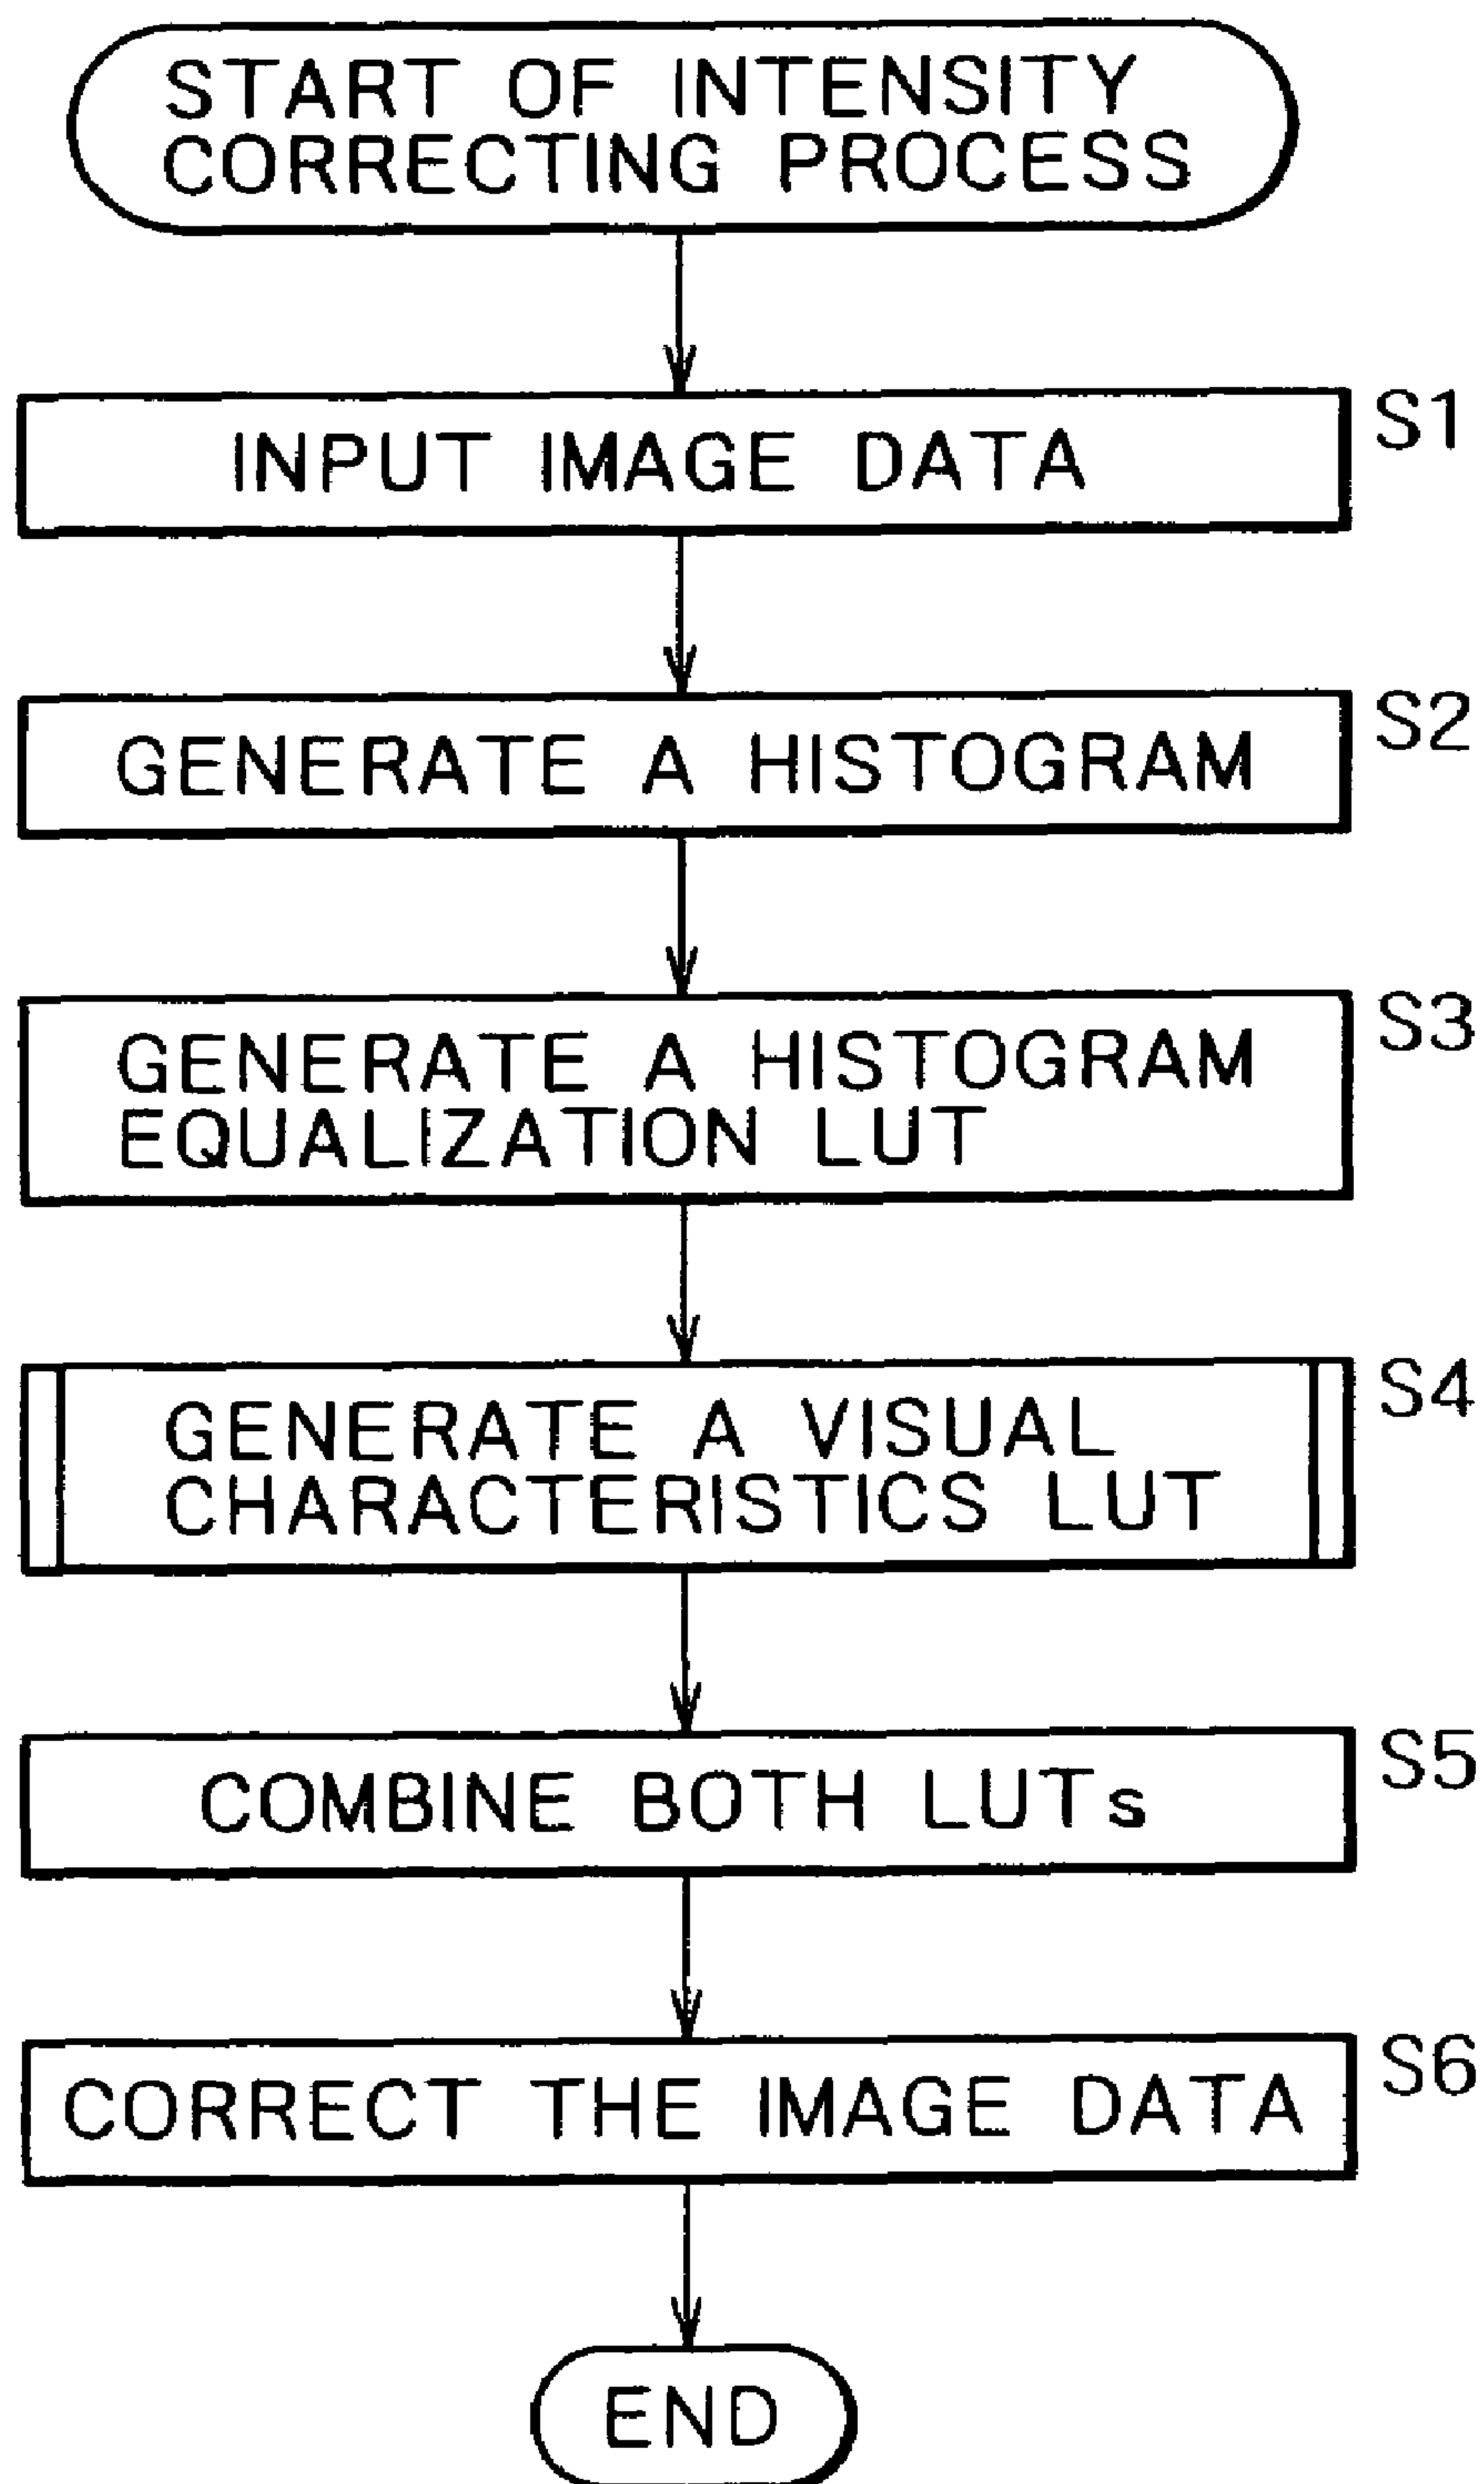 START OF INTENSITY
CORRECTING PROCESS
S1
INPUT IMAGE DATA
S2
GENERATE A HISTOGRAM
S3
GENERATE A HISTOGRAM
EQUALIZATION LUT
S4
GENERATE A VISUAL
CHARACTERISTICS LUT
S5
COMBINE BOTH LUTs
S6
CORRECT THE IMAGE DATA
END